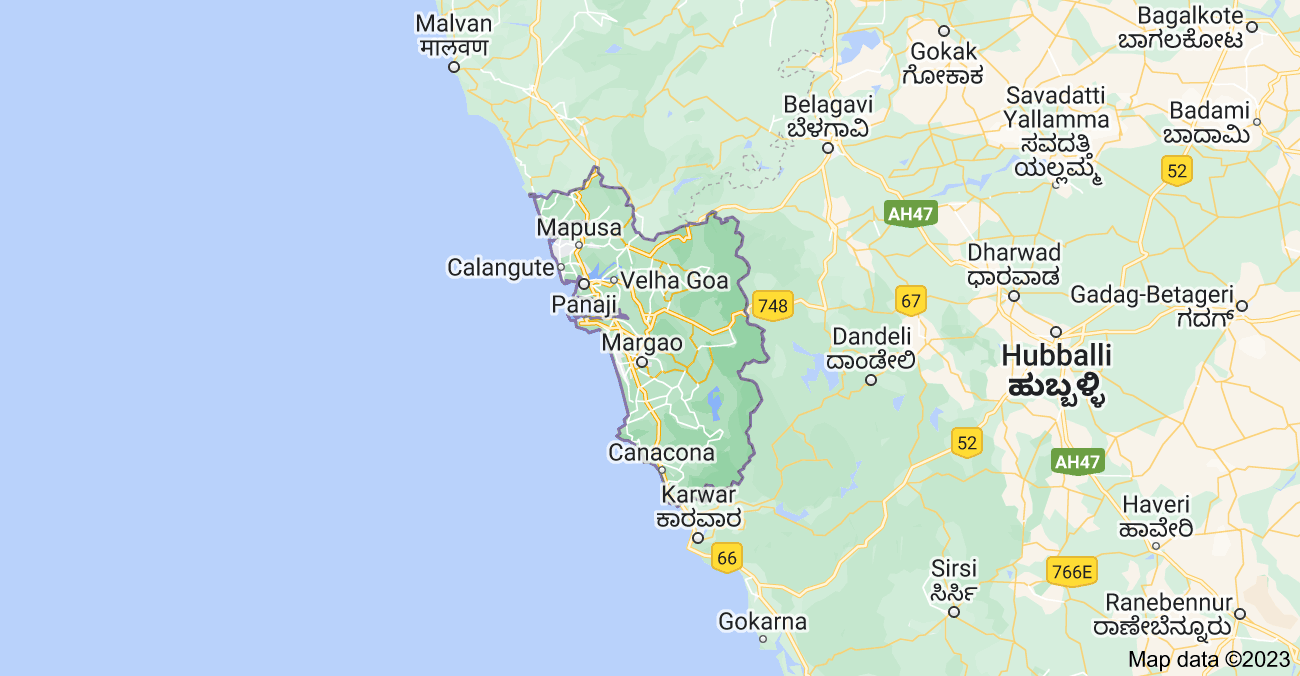 Malvan
मालवण
Bagalkote
ಬಾಗಲಕೋಟ
Gokak
ಗೋಕಾಕ
Belagavi
ಬೆಳಗಾವಿ
Savadatti
Yallamma
ಸವದತ್ತಿ
ಯಲ್ಲಮ್ಮ
Badami
ಬಾದಾಮಿ
52
AH47
Mapusa
Calangute
Velha Goa
Panaji
Dharwad
ಧಾರವಾಡ
748
67
Gadag-Betageri
ಗದಗ್
Margao
Dandeli
ದಾಂಡೇಲಿ
Hubballi
ಹುಬ್ಬಳ್ಳಿ
Canacona
52
AH47
Karwar
ಕಾರವಾರ
Haveri
ಹಾವೇರಿ
66
Sirsi
ಸಿರ್ಸಿ
766E
Gokarna
Ranebennur
ರಾಣೇಬೆನ್ನೂರು
Map data ©2023